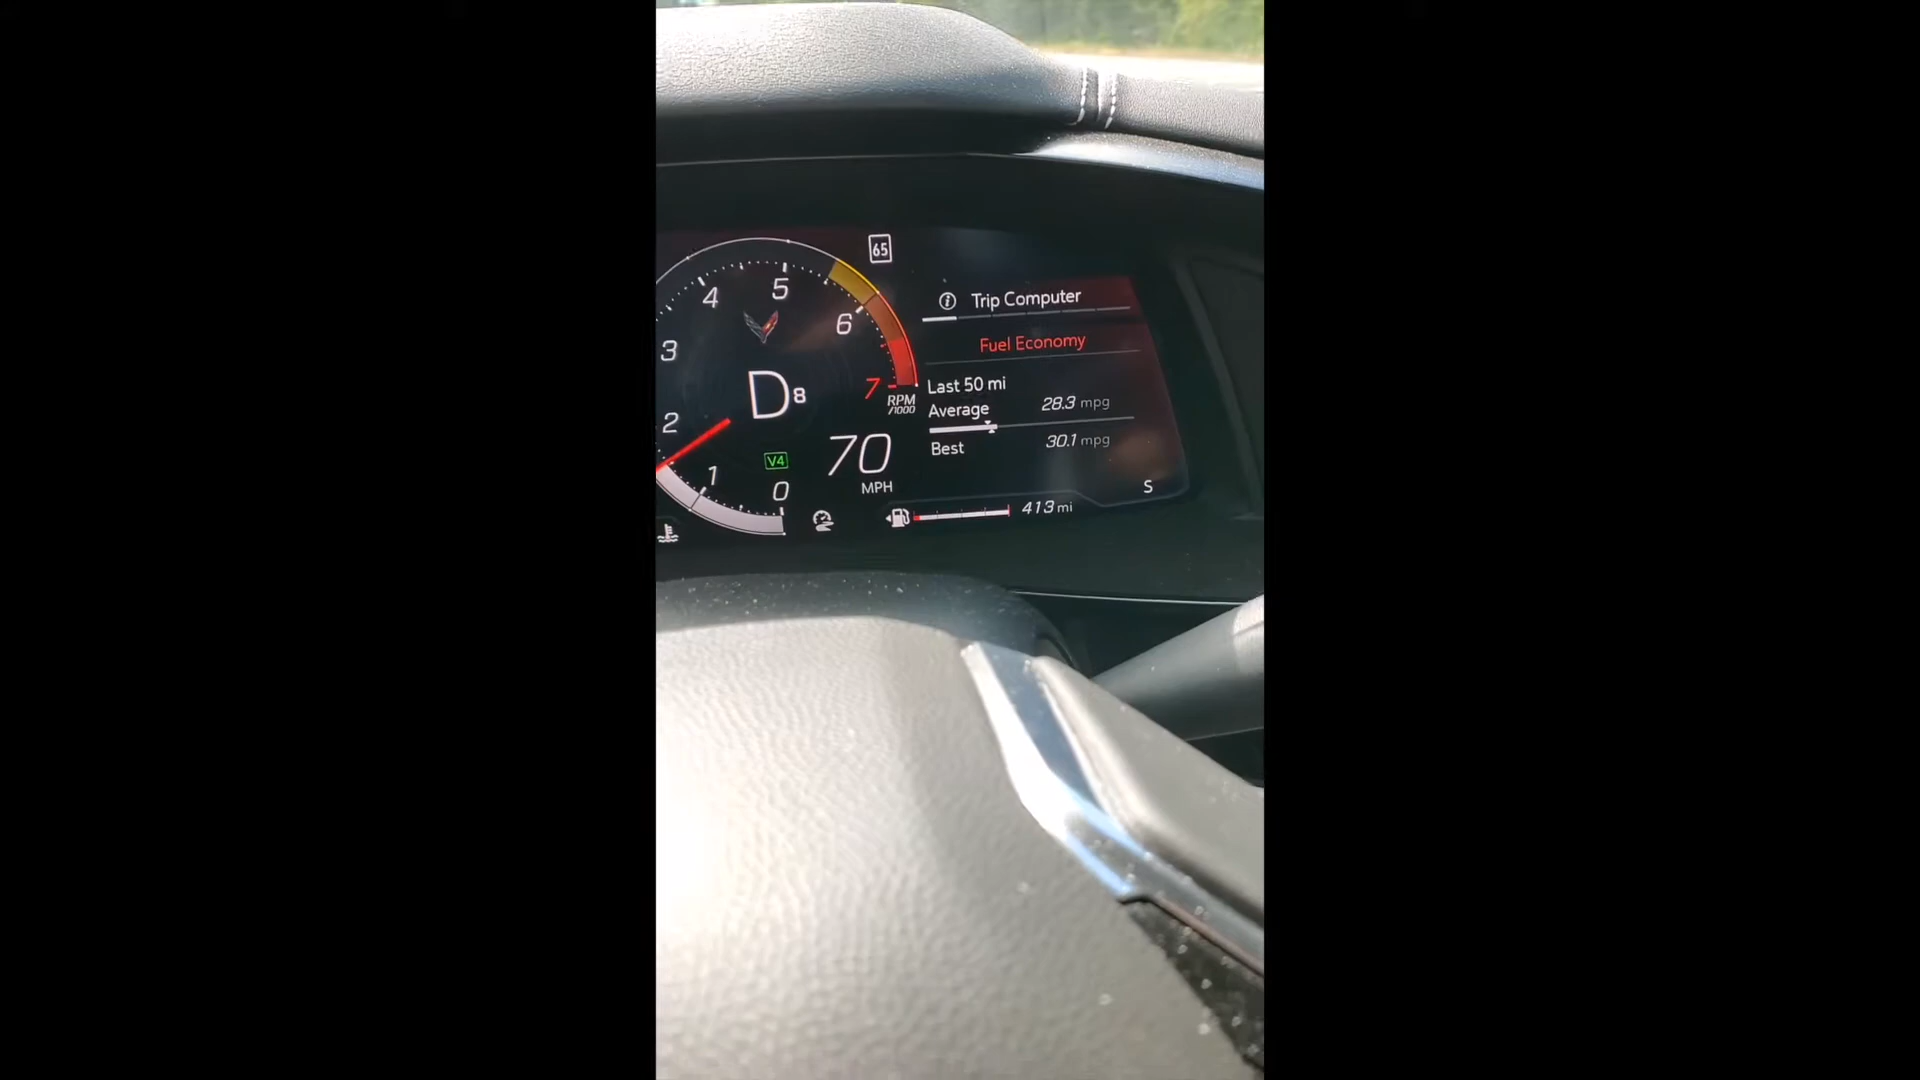 65
4
5
6
3
7
RPM
/1000
2
1
0
D8
V4
70
MPH
Trip Computer
Fuel Economy
Last 50 mi
Average 28.3 mpg
Best 30.1 mpg
S
413 mi